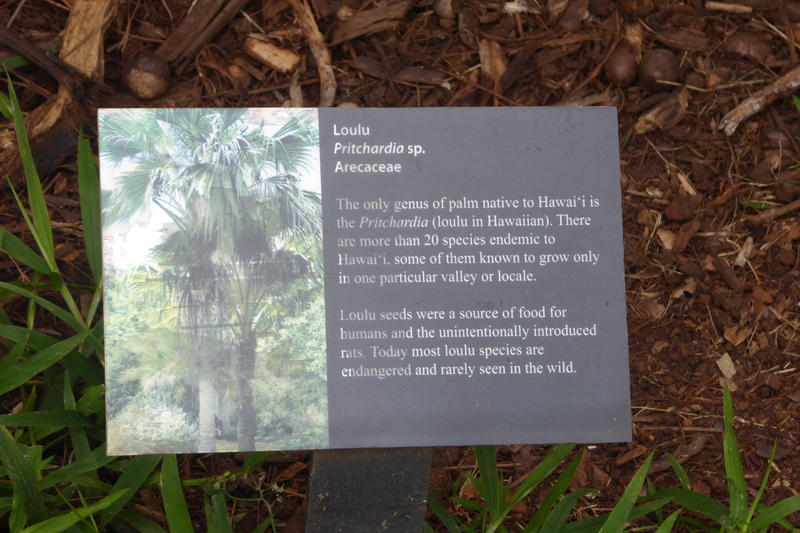 Loulu
Pritchardia sp.
Arecaceae
The only genus of palm native to Hawai‘i is
the Pritchardia (loulu in Hawaiian). There
are more than 20 species endemic to
Hawai‘i, some of them known to grow only
in one particular valley or locale.
Loulu seeds were a source of food for
humans and the unintentionally introduced
rats. Today most loulu species are
endangered and rarely seen in the wild.